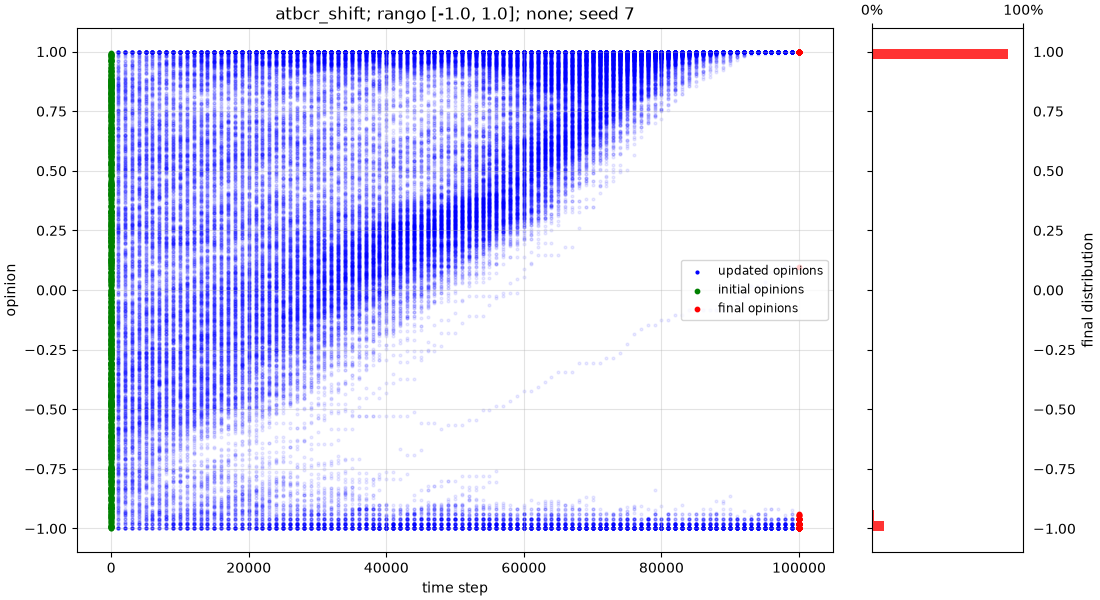 atbcr_shift; rango [-1.0, 1.0]; none; seed 7
0% 100%
1.00
0.75
0.50
0.25
0.00
−0.25
−0.50
−0.75
−1.00
opinion
0 20000 40000 60000 80000 100000
time step
updated opinions
initial opinions
final opinions
1.00
0.75
0.50
0.25
0.00
−0.25
−0.50
−0.75
−1.00
final distribution